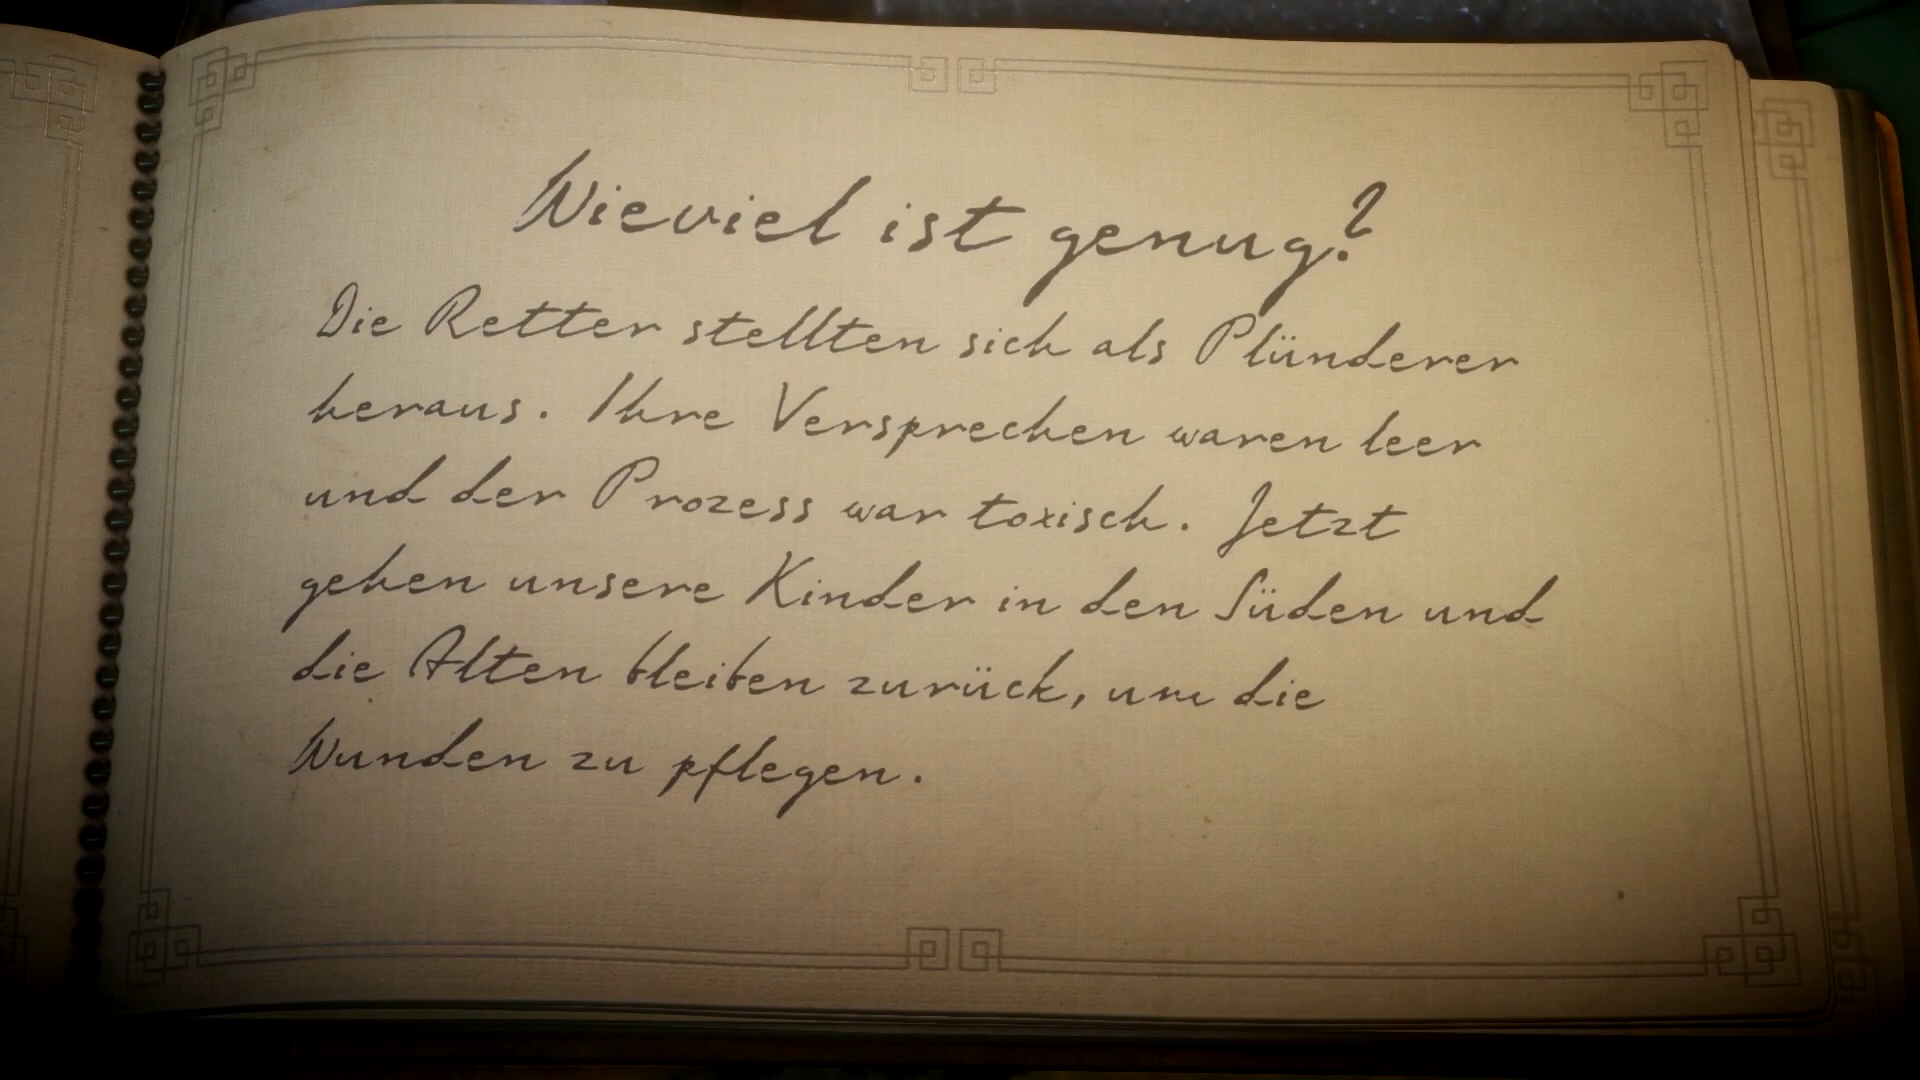 Wieviel ist genug?
Die Retter stellten sich als Plünderer
heraus. Ihre Versprechen waren leer
und der Prozess war toxisch. Jetzt
gehen unsere Kinder in den Süden und
die Alten bleiben zurück, um die
Wunden zu pflegen.